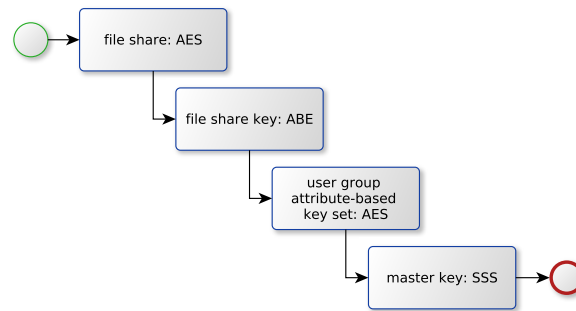 file share: AES
file share key: ABE
user group
attribute-based
key set: AES
master key: SSS